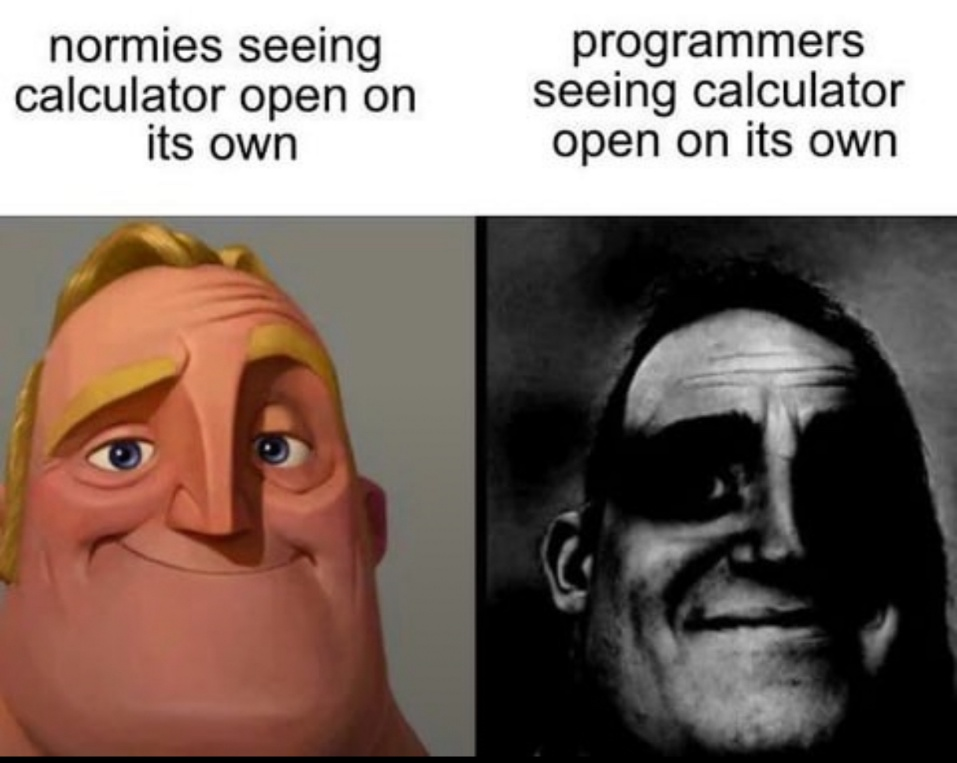 normies seeing
calculator open on
its own
programmers
seeing calculator
open on its own